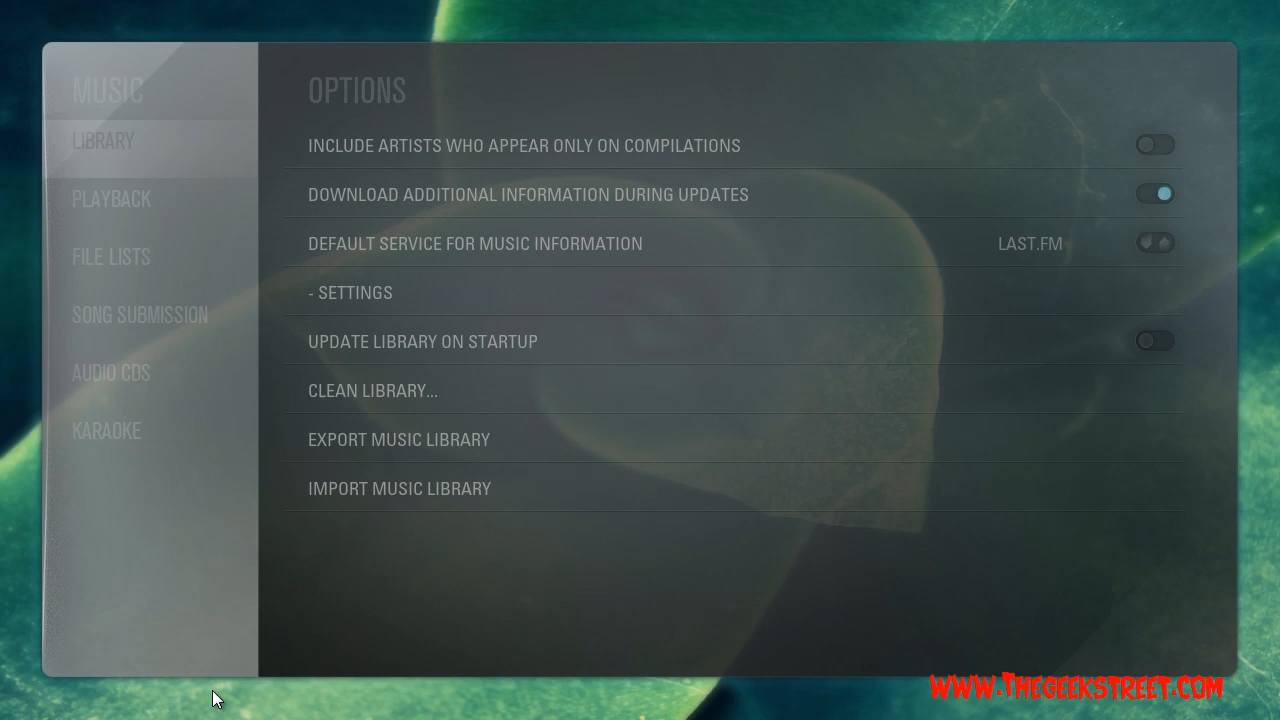 MUSIC
LIBRARY
PLAYBACK
FILE LISTS
SONG SUBMISSION
AUDIO CDS
KARAOKE
OPTIONS
INCLUDE ARTISTS WHO APPEAR ONLY ON COMPILATIONS
DOWNLOAD ADDITIONAL INFORMATION DURING UPDATES
DEFAULT SERVICE FOR MUSIC INFORMATION LAST.FM
- SETTINGS
UPDATE LIBRARY ON STARTUP
CLEAN LIBRARY...
EXPORT MUSIC LIBRARY
IMPORT MUSIC LIBRARY
www.Thegeekstreet.com